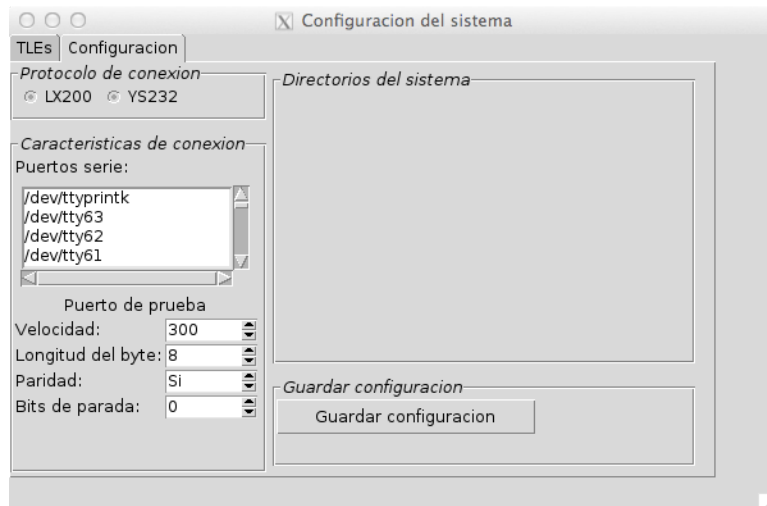 Configuracion del sistema
TLEs Configuracion
Protocolo de conexion
LX200 YS232
Caracteristicas de conexion
Puertos serie:
/dev/ttyprintk
/dev/tty63
/dev/tty62
/dev/tty61
Puerto de prueba
Velocidad: 300
Longitud del byte: 8
Paridad: Si
Bits de parada: 0
Directorios del sistema
Guardar configuracion
Guardar configuracion